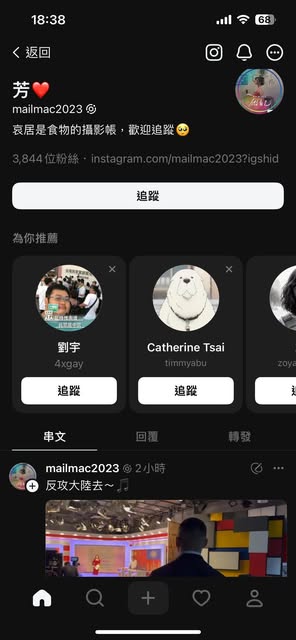 18:38
68
返回
芳❤️
mailmac2023
哀居是食物的攝影帳，歡迎追蹤🥺
3,844位粉絲 · instagram.com/mailmac2023?igshid
追蹤
為你推薦
劉宇
4xgay
追蹤
Catherine Tsai
timmyabu
追蹤
zoya
串文
回覆
轉發
mailmac2023 2小時
反攻大陸去～🎵